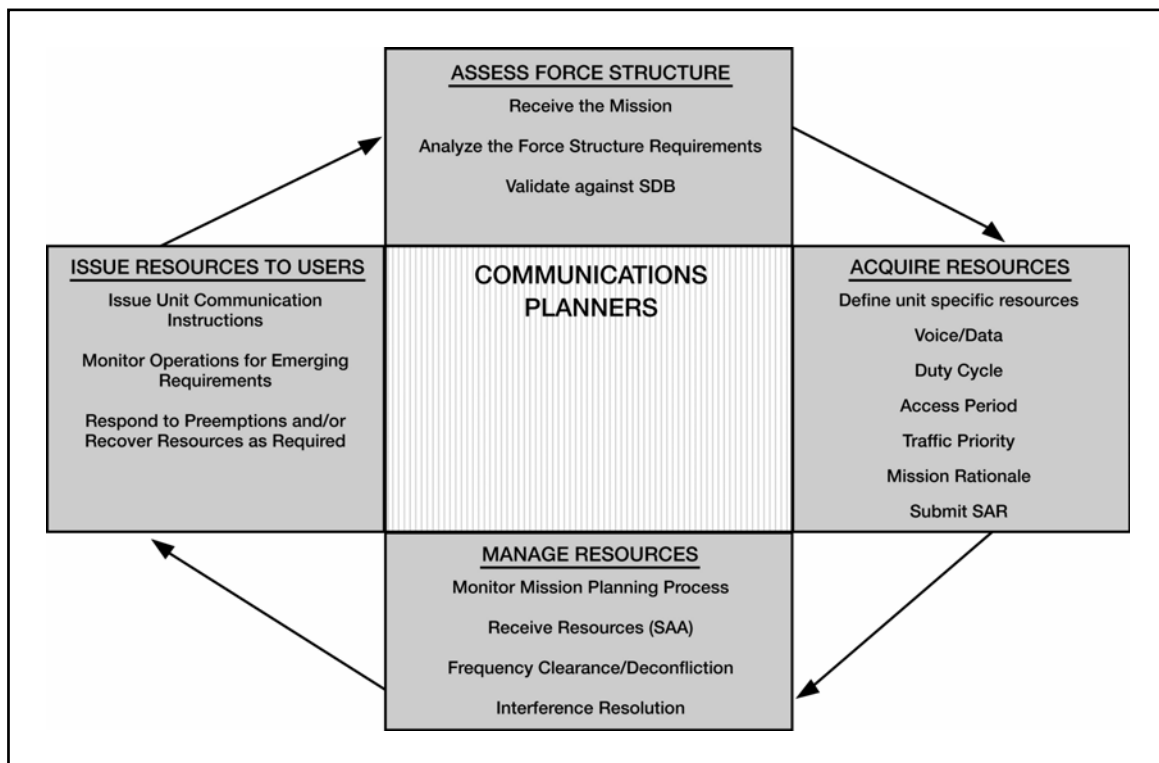 ASSESS FORCE STRUCTURE
Receive the Mission
Analyze the Force Structure Requirements
Validate against SDB
ISSUE RESOURCES TO USERS
Issue Unit Communication
Instructions
Monitor Operations for Emerging
Requirements
Respond to Preemptions and/or
Recover Resources as Required
COMMUNICATIONS
PLANNERS
ACQUIRE RESOURCES
Define unit specific resources
Voice/Data
Duty Cycle
Access Period
Traffic Priority
Mission Rationale
Submit SAR
MANAGE RESOURCES
Monitor Mission Planning Process
Receive Resources (SAA)
Frequency Clearance/Deconfliction
Interference Resolution